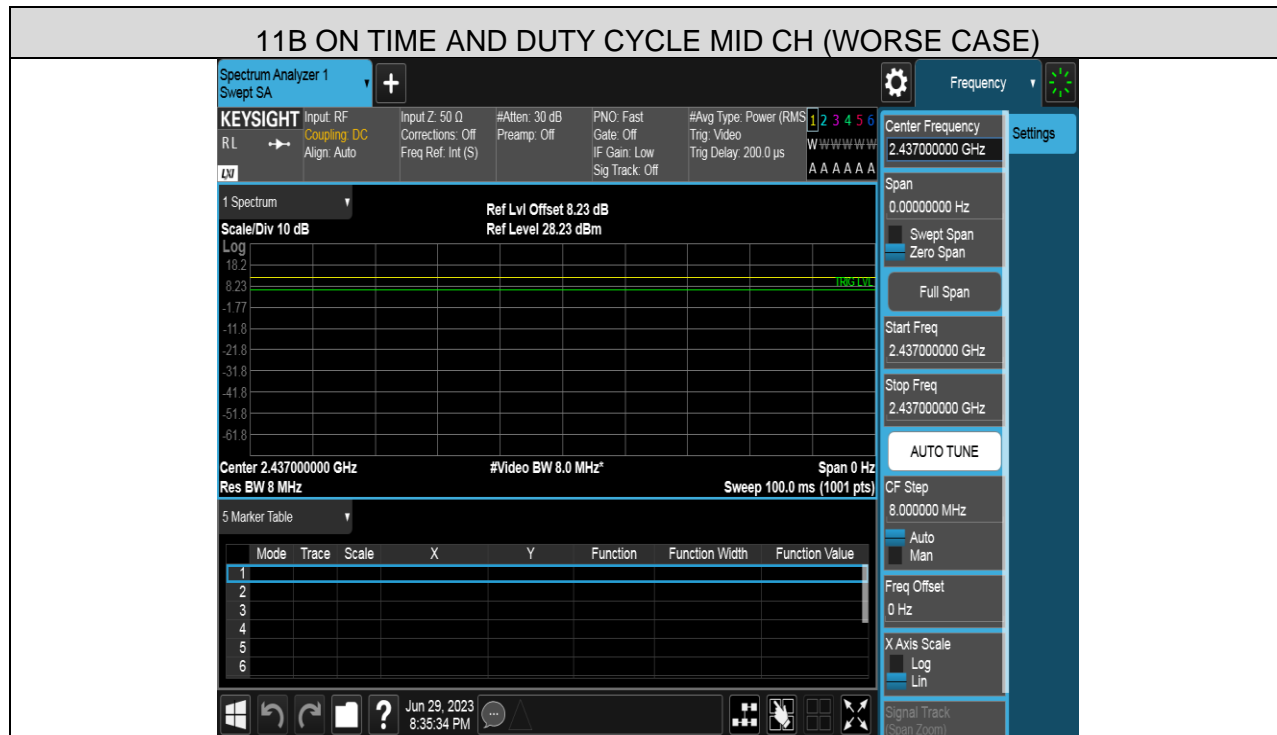 11B ON TIME AND DUTY CYCLE MID CH (WORSE CASE)
Spectrum Analyzer 1
Swept SA
Frequency
KEYSIGHT
RL
LXI
Input: RF
Coupling: DC
Align: Auto
Input Z: 50 Ω
Corrections: Off
Freq Ref: Int (S)
#Atten: 30 dB
Preamp: Off
PNO: Fast
Gate: Off
IF Gain: Low
Sig Track: Off
#Avg Type: Power (RMS
Trig: Video
Trig Delay: 200.0 µs
1 2 3 4 5 6
W W W W W W
A A A A A A
Center Frequency
2.437000000 GHz
Settings
1 Spectrum
Ref Lvl Offset 8.23 dB
Scale/Div 10 dB
Ref Level 28.23 dBm
Log
18.2
8.23
TRIG LVL
-1.77
-11.8
-21.8
-31.8
-41.8
-51.8
-61.8
Center 2.437000000 GHz
#Video BW 8.0 MHz*
Span 0 Hz
Res BW 8 MHz
Sweep 100.0 ms (1001 pts)
Span
0.00000000 Hz
Swept Span
Zero Span
Full Span
Start Freq
2.437000000 GHz
Stop Freq
2.437000000 GHz
AUTO TUNE
CF Step
8.000000 MHz
Auto
Man
Freq Offset
0 Hz
X Axis Scale
Log
Lin
Signal Track
(Span Zoom)
5 Marker Table
Mode Trace Scale X Y Function Function Width Function Value
1
2
3
4
5
6
?
Jun 29, 2023
8:35:34 PM